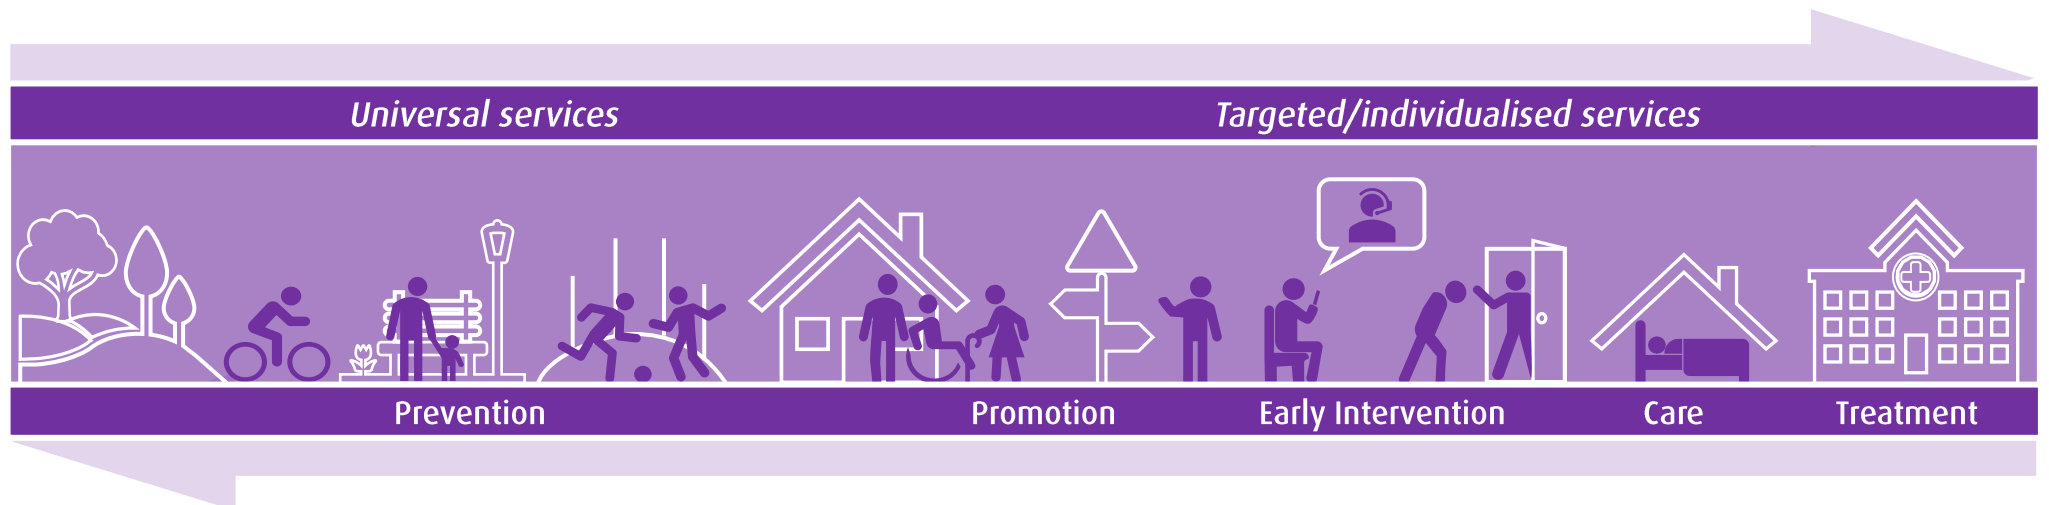 Universal services
Targeted/individualised services
Prevention
Promotion
Early Intervention
Care
Treatment